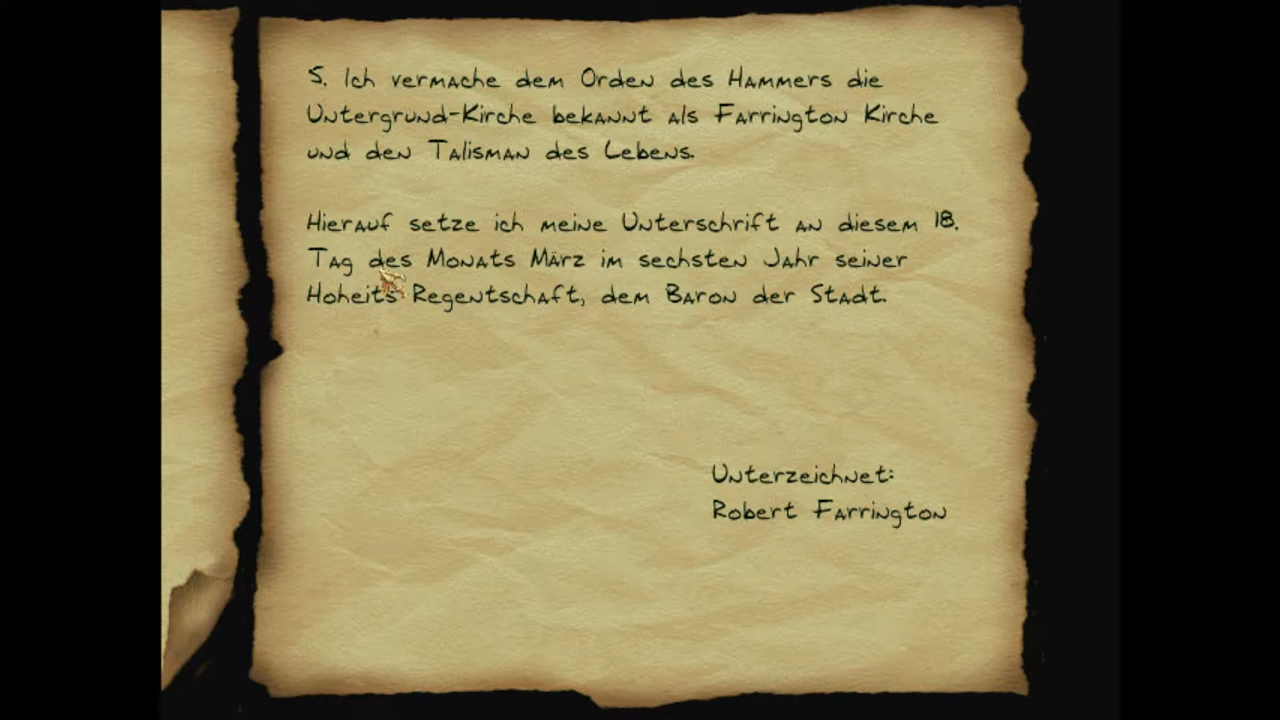 5. Ich vermache dem Orden des Hammers die
Untergrund-Kirche bekannt als Farrington Kirche
und den Talisman des Lebens.
Hierauf setze ich meine Unterschrift an diesem 18.
Tag des Monats März im sechsten Jahr seiner
Hoheits Regentschaft, dem Baron der Stadt.
Unterzeichnet:
Robert Farrington